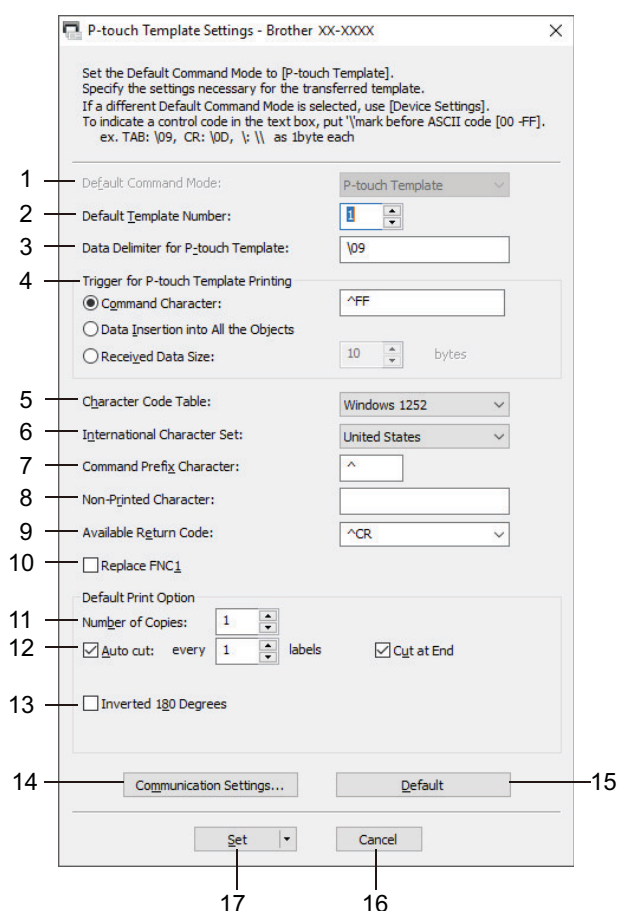 P-touch Template Settings - Brother XX-XXXX
Set the Default Command Mode to [P-touch Template].
Specify the settings necessary for the transferred template.
If a different Default Command Mode is selected, use [Device Settings].
To indicate a control code in the text box, put '\'mark before ASCII code [00 -FF].
ex. TAB: \09, CR: \0D, \: \\ as 1byte each
1 Default Command Mode: P-touch Template
2 Default Template Number: 1
3 Data Delimiter for P-touch Template: \09
4 Trigger for P-touch Template Printing
Command Character: ^FF
Data Insertion into All the Objects
Received Data Size: 10 bytes
5 Character Code Table: Windows 1252
6 International Character Set: United States
7 Command Prefix Character: ^
8 Non-Printed Character:
9 Available Return Code: ^CR
10 Replace FNC1
Default Print Option
11 Number of Copies: 1
12 Auto cut: every 1 labels Cut at End
13 Inverted 180 Degrees
14 Communication Settings... Default 15
Set Cancel
17 16